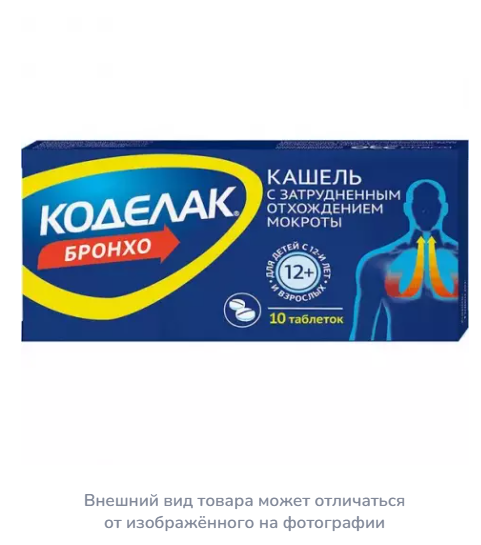 КОДЕЛАК®
БРОНХО
КАШЕЛЬ
С ЗАТРУДНЕННЫМ
ОТХОЖДЕНИЕМ
МОКРОТЫ
ДЛЯ ДЕТЕЙ С 12-И ЛЕТ
12+
• И ВЗРОСЛЫХ •
10 таблеток
Внешний вид товара может отличаться
от изображённого на фотографии